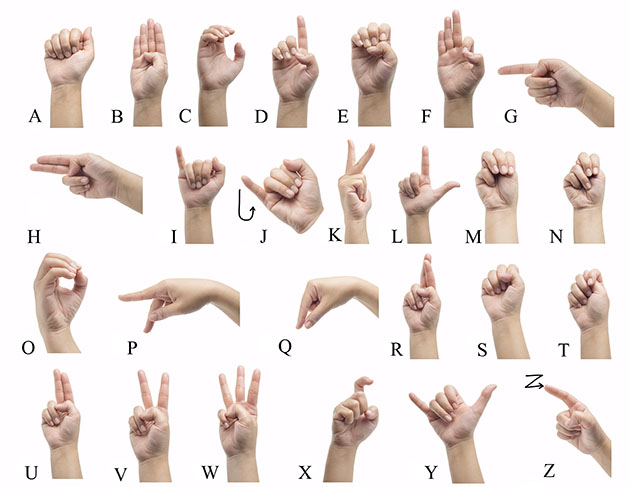 A B C D E F G
H I J K L M N
O P Q R S T
U V W X Y Z